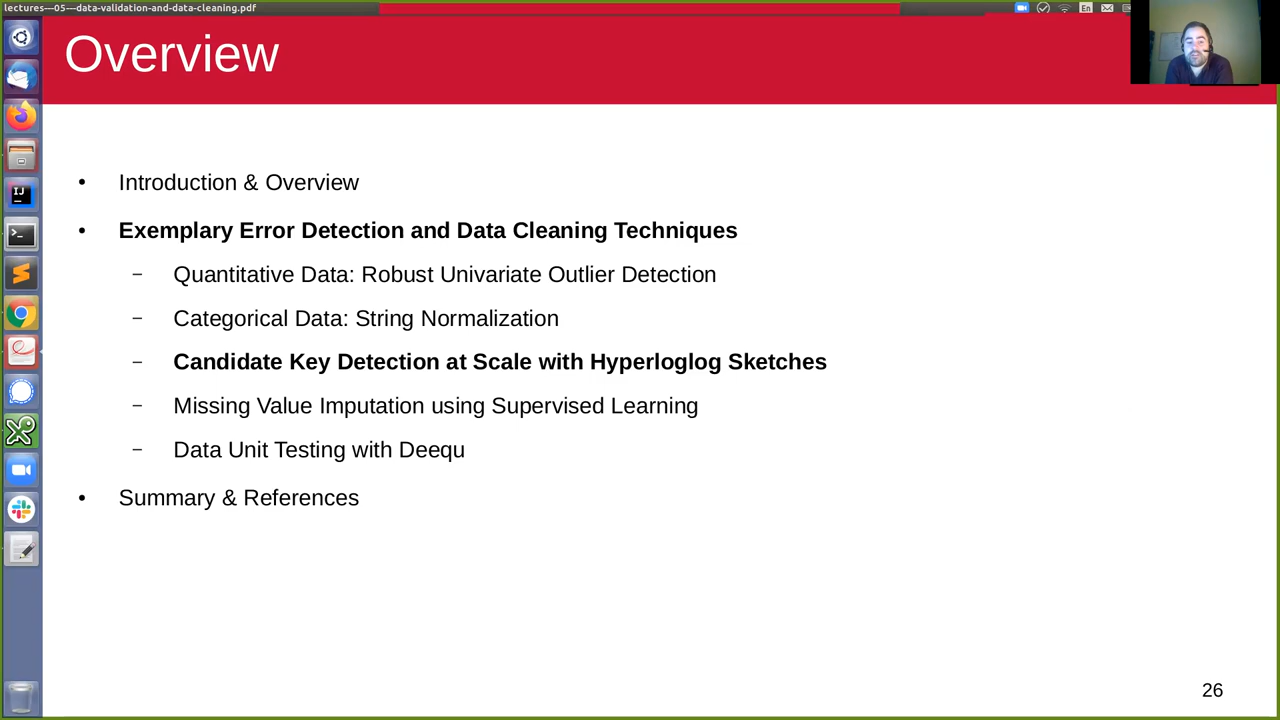 lectures---05---data-validation-and-data-cleaning.pdf
En
Overview
• Introduction & Overview
• Exemplary Error Detection and Data Cleaning Techniques
– Quantitative Data: Robust Univariate Outlier Detection
– Categorical Data: String Normalization
– Candidate Key Detection at Scale with Hyperloglog Sketches
– Missing Value Imputation using Supervised Learning
– Data Unit Testing with Deequ
• Summary & References
26
IJ
>_